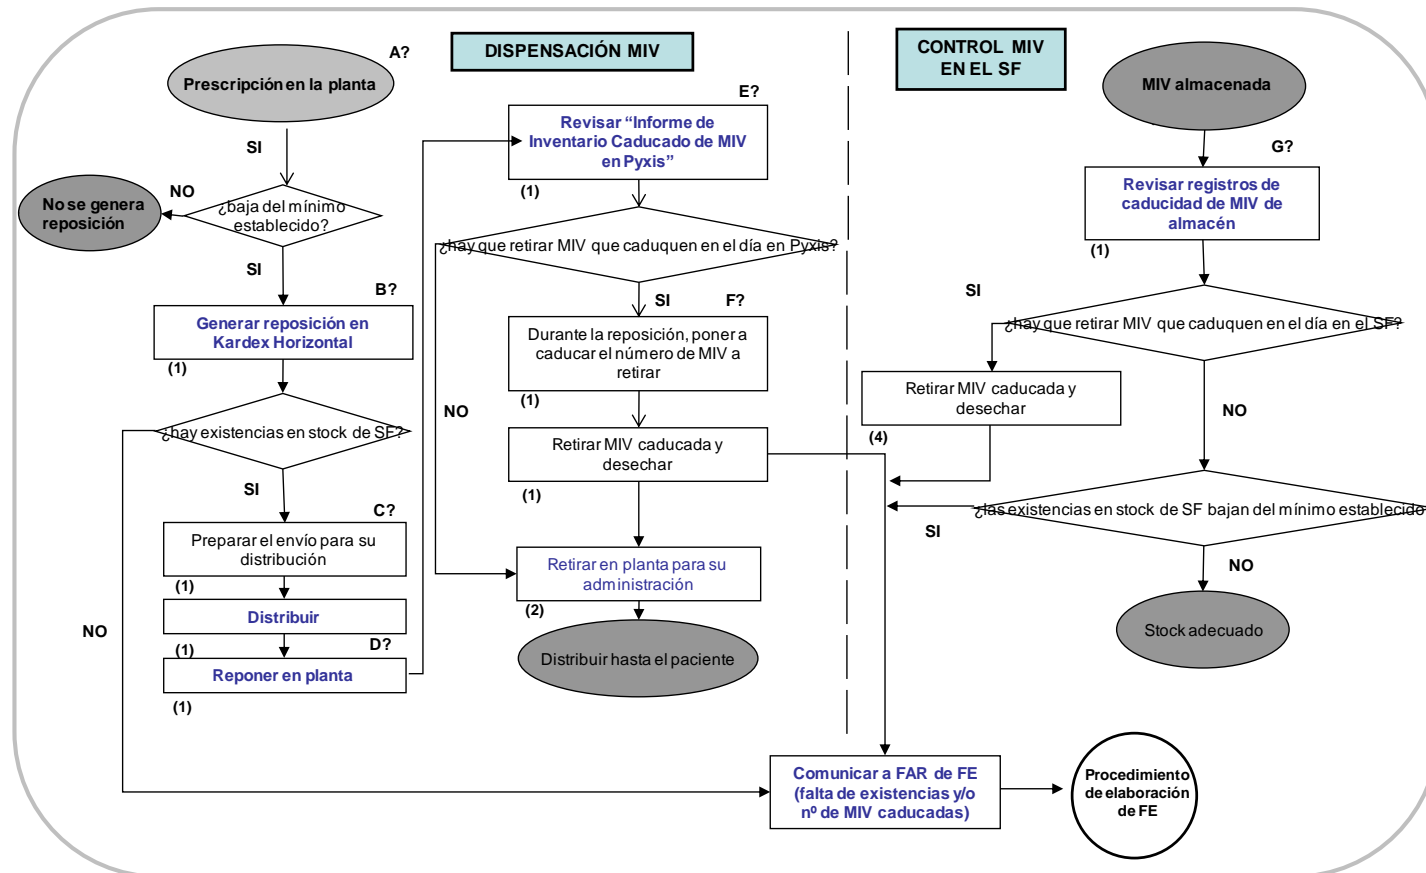 A?
Prescripción en la planta
SI
NO
No se genera
reposición
¿baja del mínimo
establecido?
SI
B?
Generar reposición en
Kardex Horizontal
(1)
¿hay existencias en stock de SF?
SI
NO
C?
Preparar el envío para su
distribución
(1)
Distribuir
(1)
D?
Reponer en planta
(1)
DISPENSACIÓN MIV
E?
Revisar “Informe de
Inventario Caducado de MIV
en Pyxis”
(1)
¿hay que retirar MIV que caduquen en el día en Pyxis?
SI
F?
Durante la reposición, poner a
caducar el número de MIV a
retirar
(1)
NO
Retirar MIV caducada y
desechar
(1)
Retirar en planta para su
administración
(2)
Distribuir hasta el paciente
CONTROL MIV
EN EL SF
MIV almacenada
G?
Revisar registros de
caducidad de MIV de
almacén
(1)
SI
¿hay que retirar MIV que caduquen en el día en el SF?
Retirar MIV caducada y
desechar
(4)
NO
¿las existencias en stock de SF bajan del mínimo establecido
SI
NO
Stock adecuado
Comunicar a FAR de FE
(falta de existencias y/o
nº de MIV caducadas)
Procedimiento
de elaboración
de FE